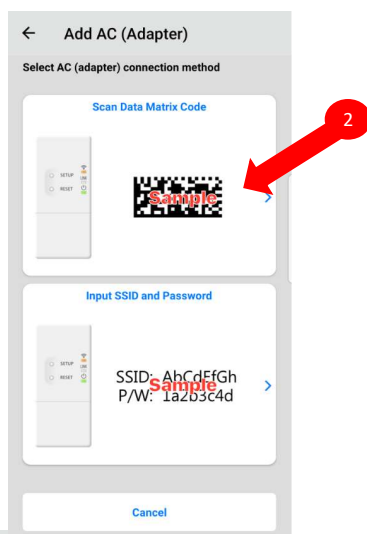 ← Add AC (Adapter)
Select AC (adapter) connection method
Scan Data Matrix Code
2
SETUP
RESET
Sample
Input SSID and Password
SETUP
RESET
SSID: AbCdEfGh
Sample
P/W: 1a2b3c4d
Cancel